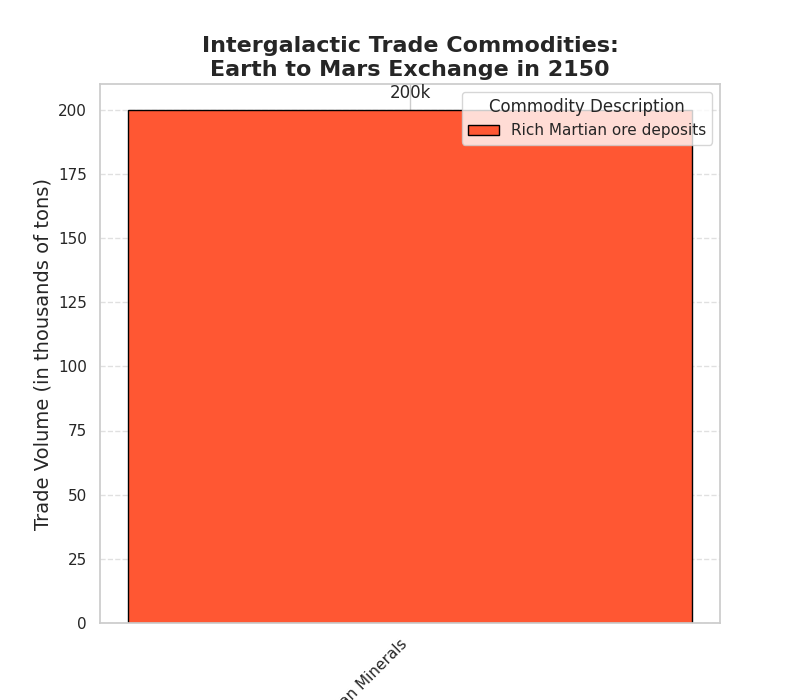 Intergalactic Trade Commodities:
Earth to Mars Exchange in 2150
200k
Commodity Description
Rich Martian ore deposits
Trade Volume (in thousands of tons)
200
175
150
125
100
75
50
25
0
Minerals